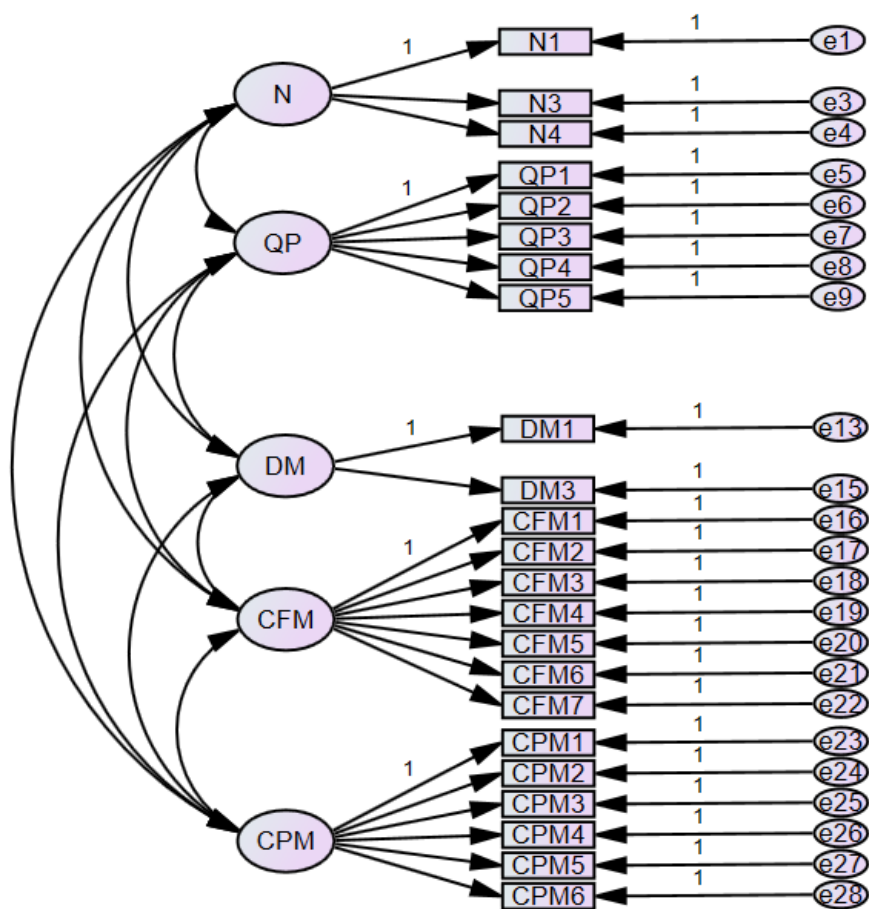 1 N1 1 e1
N
N3 1 e3
N4 1 e4
1 QP1 1 e5
QP2 1 e6
QP
QP3 1 e7
QP4 1 e8
QP5 1 e9
1 DM1 1 e13
DM
DM3 1 e15
1 CFM1 1 e16
CFM2 1 e17
CFM3 1 e18
CFM
CFM4 1 e19
CFM5 1 e20
CFM6 1 e21
CFM7 1 e22
1 CPM1 1 e23
CPM2 1 e24
CPM3 1 e25
CPM
CPM4 1 e26
CPM5 1 e27
CPM6 1 e28